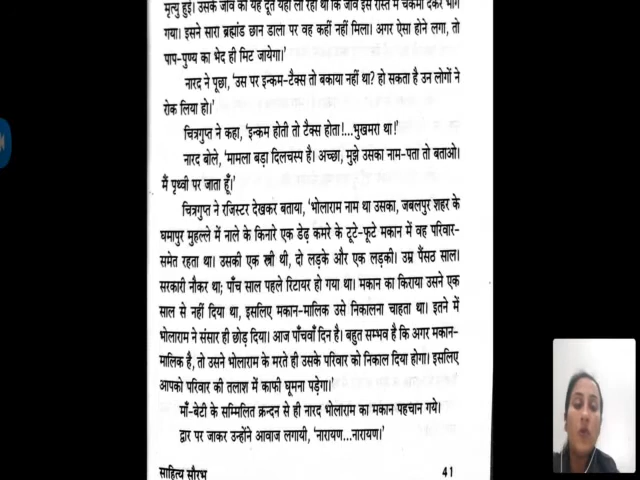 मृत्यु हुई। उसके जीव को यह दूत यहाँ ला रहा था कि जीव इसे रास्ते में चकमा देकर भाग
गया। इसने सारा ब्रह्मांड छान डाला पर वह कहीं नहीं मिला। अगर ऐसा होने लगा, तो
पाप-पुण्य का भेद ही मिट जायेगा।'
नारद ने पूछा, 'उस पर इन्कम-टैक्स तो बकाया नहीं था? हो सकता है उन लोगों ने
रोक लिया हो।'
चित्रगुप्त ने कहा, 'इन्कम होती तो टैक्स होता!...भुखमरा था!'
नारद बोले, 'मामला बड़ा दिलचस्प है। अच्छा, मुझे उसका नाम-पता तो बताओ।
मैं पृथ्वी पर जाता हूँ।'
चित्रगुप्त ने रजिस्टर देखकर बताया, 'भोलाराम नाम था उसका, जबलपुर शहर के
घमापुर मुहल्ले में नाले के किनारे एक डेढ़ कमरे के टूटे-फूटे मकान में वह परिवार-
समेत रहता था। उसकी एक स्त्री थी, दो लड़के और एक लड़की। उम्र पैंसठ साल।
सरकारी नौकर था; पाँच साल पहले रिटायर हो गया था। मकान का किराया उसने एक
साल से नहीं दिया था, इसलिए मकान-मालिक उसे निकालना चाहता था। इतने में
भोलाराम ने संसार ही छोड़ दिया। आज पाँचवाँ दिन है। बहुत सम्भव है कि अगर मकान-
मालिक है, तो उसने भोलाराम के मरते ही उसके परिवार को निकाल दिया होगा। इसलिए
आपको परिवार की तलाश में काफी घूमना पड़ेगा।'
माँ-बेटी के सम्मिलित क्रन्दन से ही नारद भोलाराम का मकान पहचान गये।
द्वार पर जाकर उन्होंने आवाज लगायी, 'नारायण...नारायण।'
साहित्य सौरभ
41